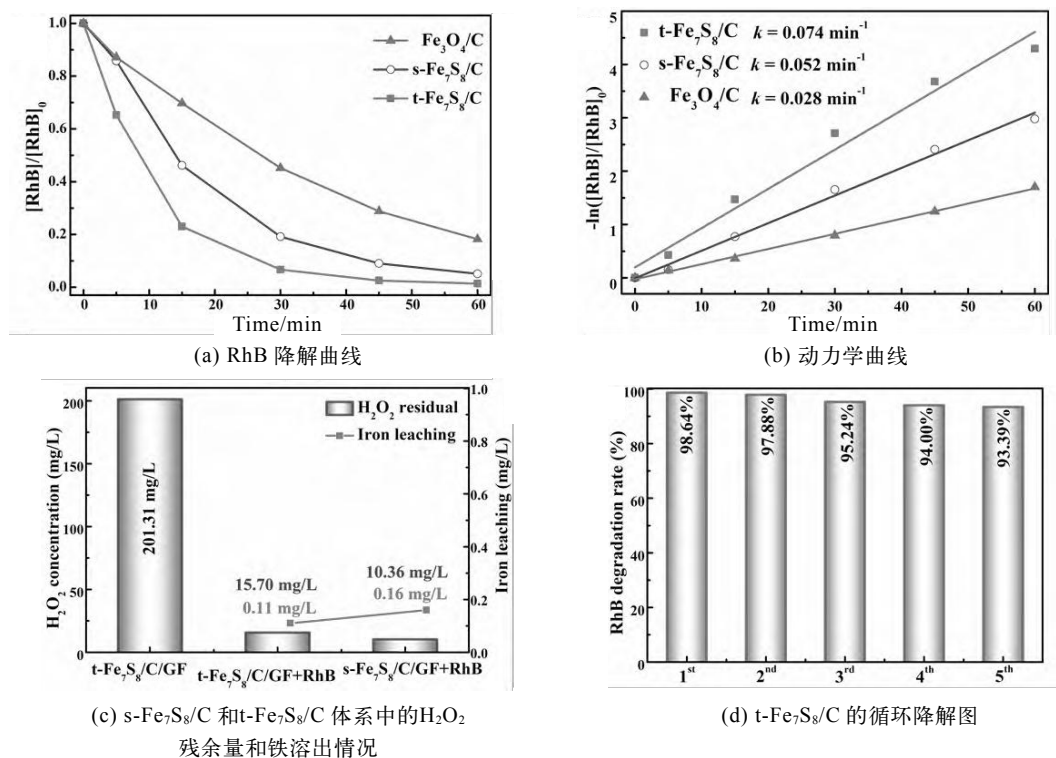 1.0
0.8
0.6
0.4
0.2
0.0
[RhB]/[RhB]₀
Fe₃O₄/C
s-Fe₇S₈/C
t-Fe₇S₈/C
0 10 20 30 40 50 60
Time/min
(a) RhB 降解曲线
5
4
3
2
1
0
-ln([RhB]/[RhB]₀)
t-Fe₇S₈/C k = 0.074 min⁻¹
s-Fe₇S₈/C k = 0.052 min⁻¹
Fe₃O₄/C k = 0.028 min⁻¹
0 10 20 30 40 50 60
Time/min
(b) 动力学曲线
200
150
100
50
0
H₂O₂ concentration (mg/L)
H₂O₂ residual
Iron leaching
201.31 mg/L
15.70 mg/L
0.11 mg/L
10.36 mg/L
0.16 mg/L
1.0
0.8
0.6
0.4
0.2
0.0
Iron leaching (mg/L)
t-Fe₇S₈/C/GF t-Fe₇S₈/C/GF+RhB s-Fe₇S₈/C/GF+RhB
(c) s-Fe₇S₈/C 和t-Fe₇S₈/C 体系中的H₂O₂
残余量和铁溶出情况
100
80
60
40
20
0
RhB degradation rate (%)
98.64%
97.88%
95.24%
94.00%
93.39%
1ˢᵗ 2ⁿᵈ 3ʳᵈ 4ᵗʰ 5ᵗʰ
(d) t-Fe₇S₈/C 的循环降解图